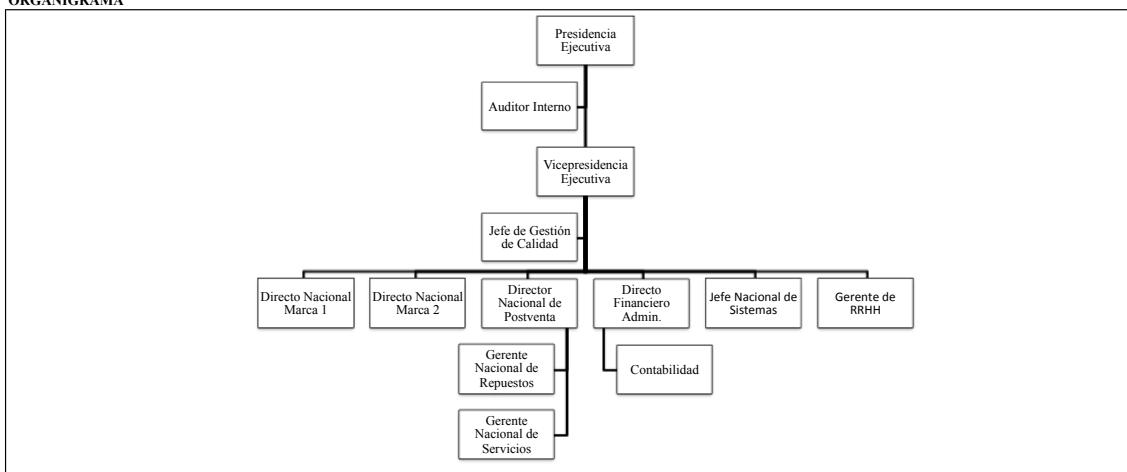 ORGANIGRAMA
Presidencia
Ejecutiva
Auditor Interno
Vicepresidencia
Ejecutiva
Jefe de Gestión
de Calidad
Directo Nacional
Marca 1
Directo Nacional
Marca 2
Director
Nacional de
Postventa
Directo
Financiero
Admin.
Jefe Nacional de
Sistemas
Gerente de
RRHH
Gerente
Nacional de
Repuestos
Contabilidad
Gerente
Nacional de
Servicios